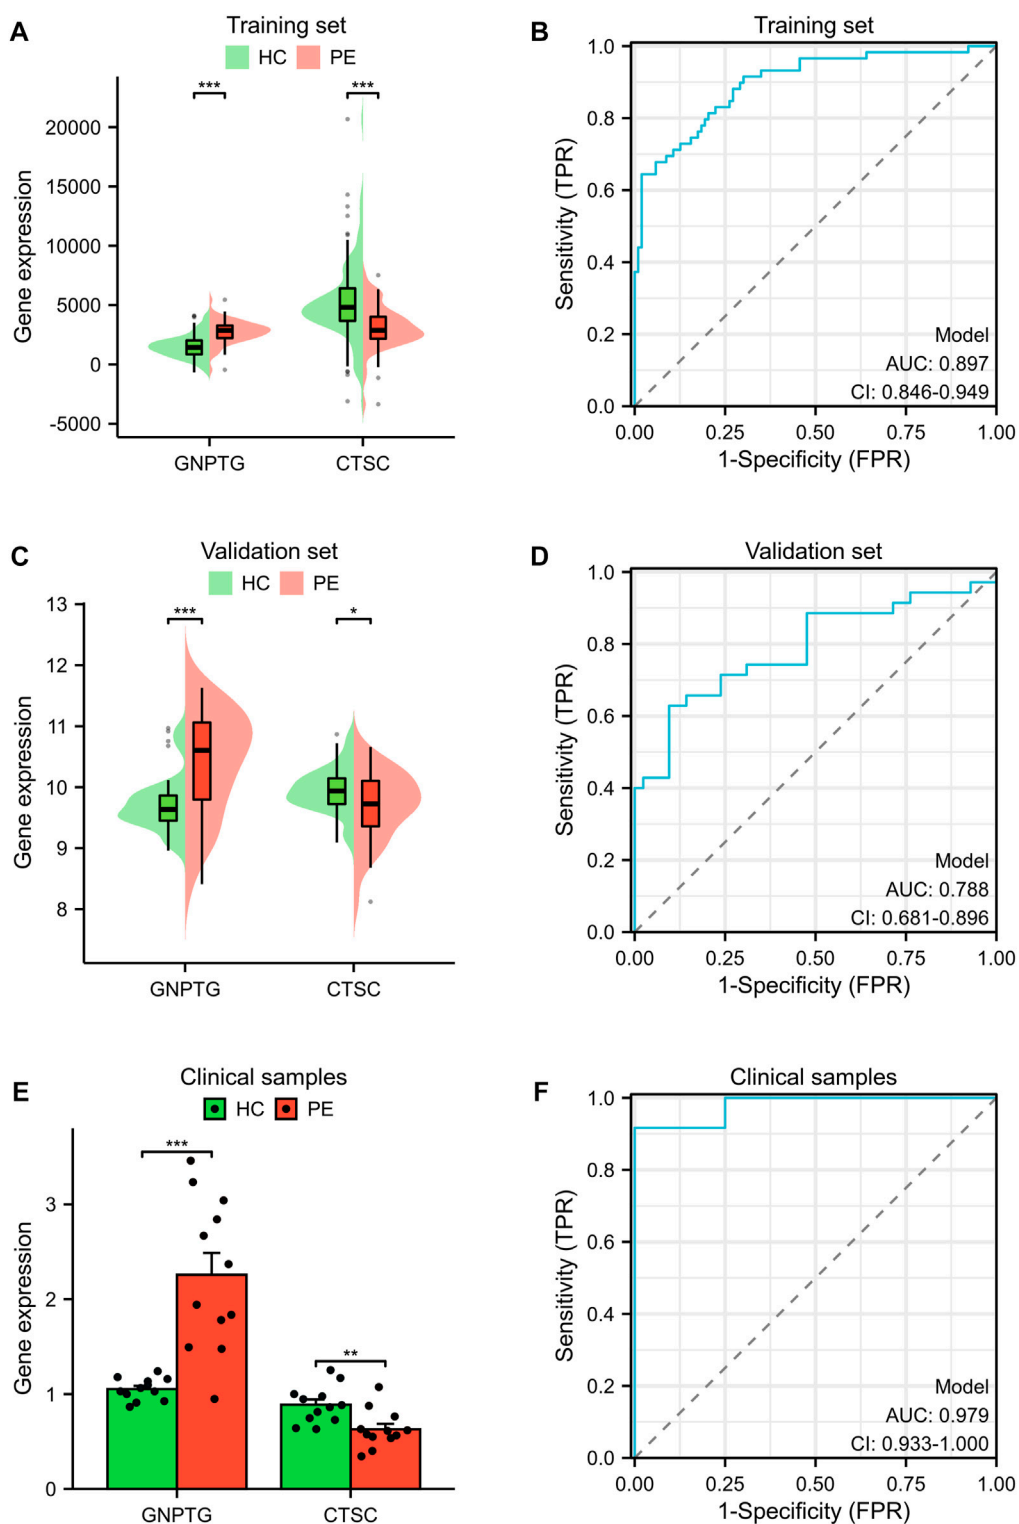 A
Training set
HC PE
*** ***
Gene expression
20000
15000
10000
5000
0
-5000
GNPTG CTSC
B
Training set
Sensitivity (TPR)
1.0
0.8
0.6
0.4
0.2
0.0
Model
AUC: 0.897
CI: 0.846-0.949
0.00 0.25 0.50 0.75 1.00
1-Specificity (FPR)
C
Validation set
HC PE
*** *
Gene expression
13
12
11
10
9
8
GNPTG CTSC
D
Validation set
Sensitivity (TPR)
1.0
0.8
0.6
0.4
0.2
0.0
Model
AUC: 0.788
CI: 0.681-0.896
0.00 0.25 0.50 0.75 1.00
1-Specificity (FPR)
E
Clinical samples
HC PE
***
**
Gene expression
3
2
1
0
GNPTG CTSC
F
Clinical samples
Sensitivity (TPR)
1.0
0.8
0.6
0.4
0.2
0.0
Model
AUC: 0.979
CI: 0.933-1.000
0.00 0.25 0.50 0.75 1.00
1-Specificity (FPR)